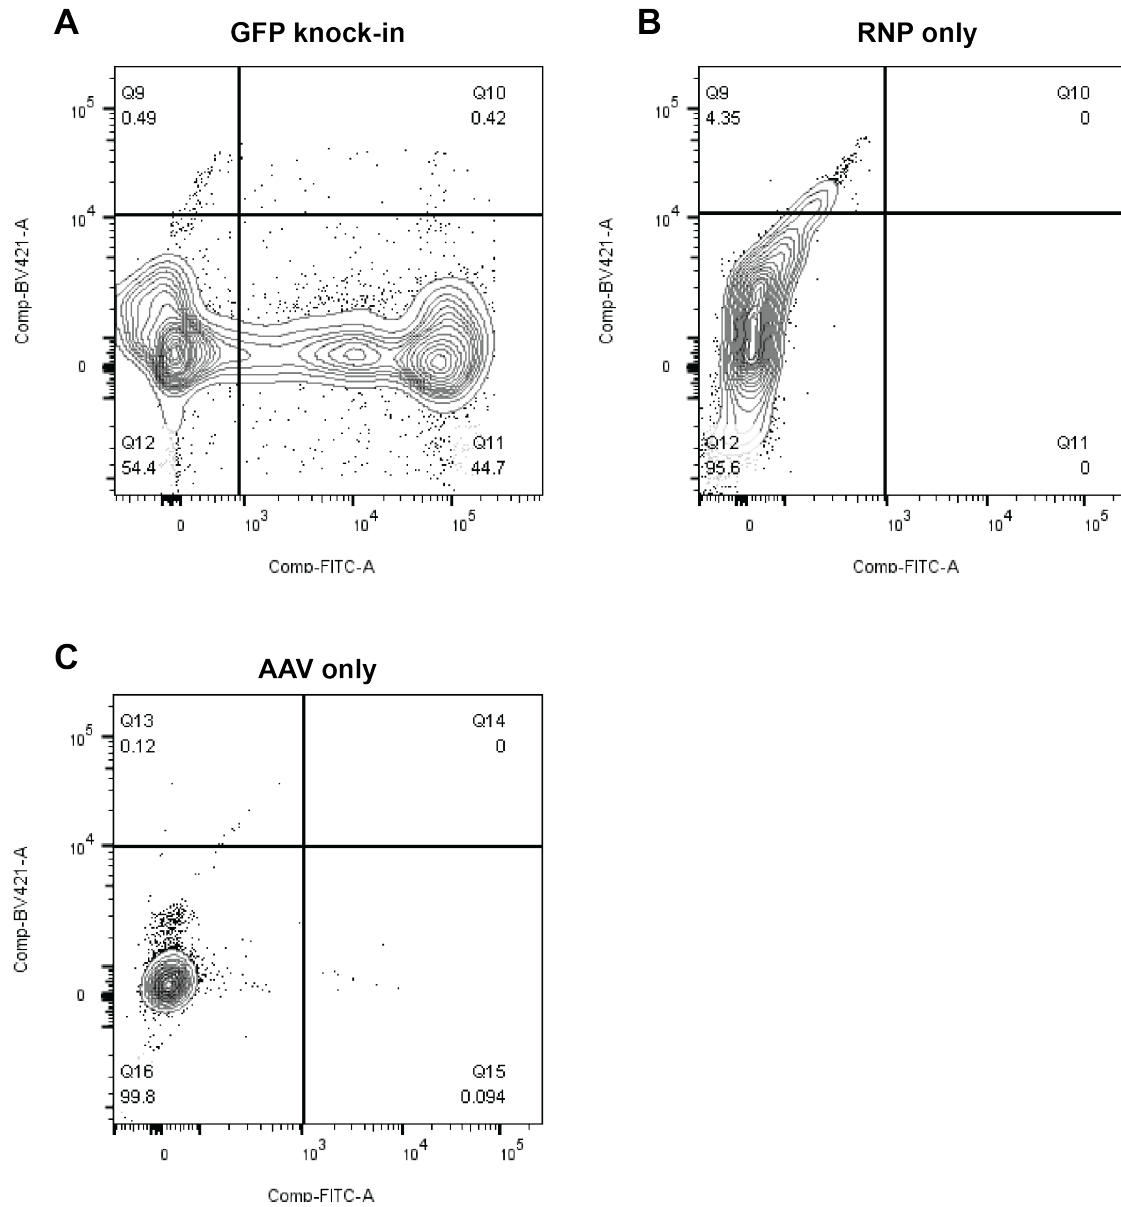 A
GFP knock-in
Q9
0.49
Q10
0.42
10^5
10^4
0
Comp-BV421-A
Q12
54.4
Q11
44.7
0
10^3
10^4
10^5
Comp-FITC-A
B
RNP only
Q9
4.35
Q10
0
10^5
10^4
0
Comp-BV421-A
Q12
95.6
Q11
0
0
10^3
10^4
10^5
Comp-FITC-A
C
AAV only
Q13
0.12
Q14
0
10^5
10^4
0
Comp-BV421-A
Q16
99.8
Q15
0.094
0
10^3
10^4
10^5
Comp-FITC-A